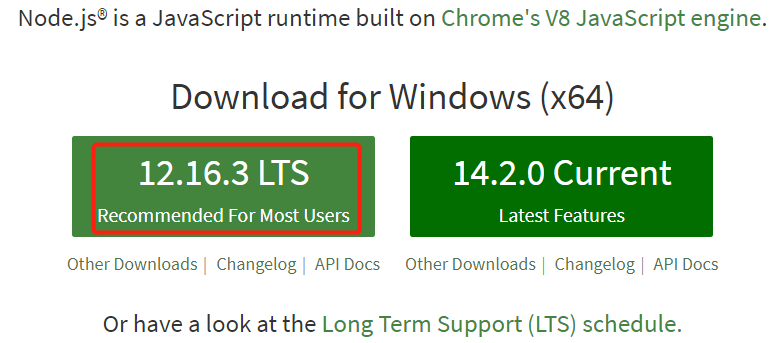 Node.js® is a JavaScript runtime built on Chrome's V8 JavaScript engine.
Download for Windows (x64)
12.16.3 LTS
Recommended For Most Users
14.2.0 Current
Latest Features
Other Downloads | Changelog | API Docs
Other Downloads | Changelog | API Docs
Or have a look at the Long Term Support (LTS) schedule.